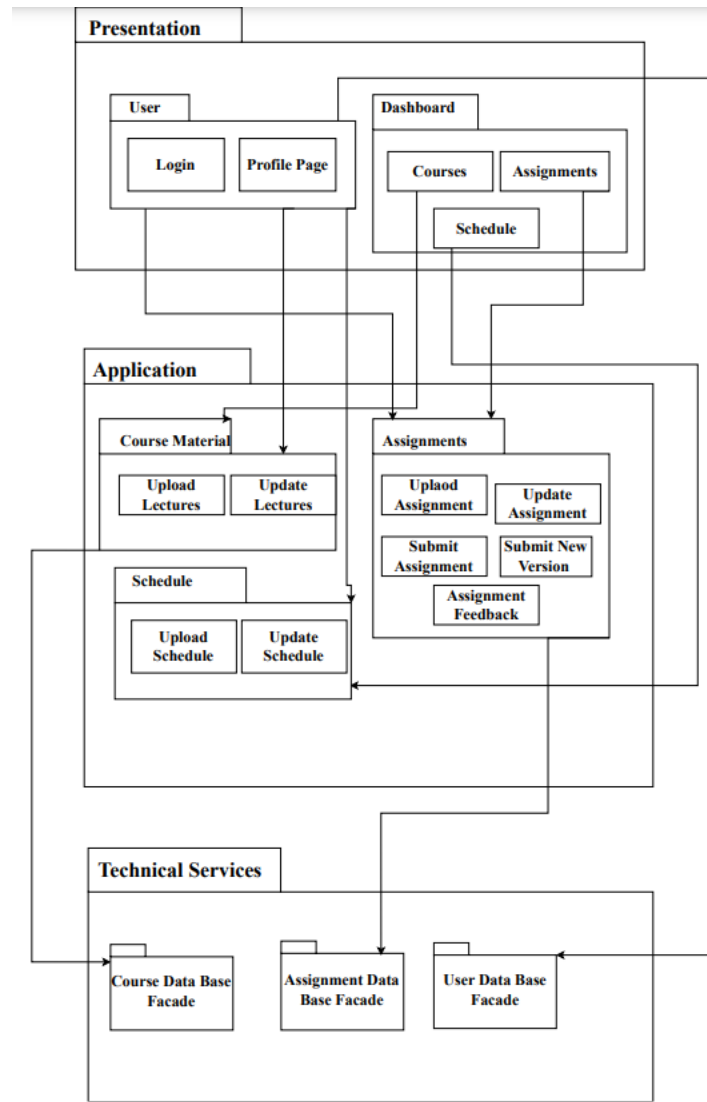 Presentation
User
Dashboard
Login
Profile Page
Courses
Assignments
Schedule
Application
Course Material
Assignments
Upload
Lectures
Update
Lectures
Uplaod
Assignment
Update
Assignment
Submit
Assignment
Submit New
Version
Assignment
Feedback
Schedule
Upload
Schedule
Update
Schedule
Technical Services
Course Data Base
Facade
Assignment Data
Base Facade
User Data Base
Facade